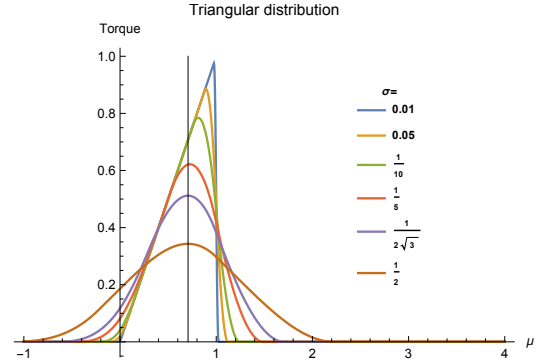 Triangular distribution
Torque
1.0
0.8
0.6
0.4
0.2
σ=
0.01
0.05
1/10
1/5
1/(2√3)
1/2
−1 0 1 2 3 4 μ